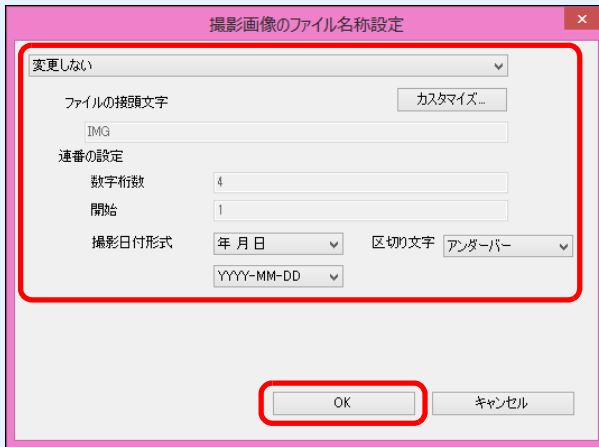 撮影画像のファイル名称設定
変更しない
ファイルの接頭文字
カスタマイズ...
IMG
連番の設定
数字桁数
4
開始
1
撮影日付形式
年 月 日
区切り文字
アンダーバー
YYYY-MM-DD
OK
キャンセル